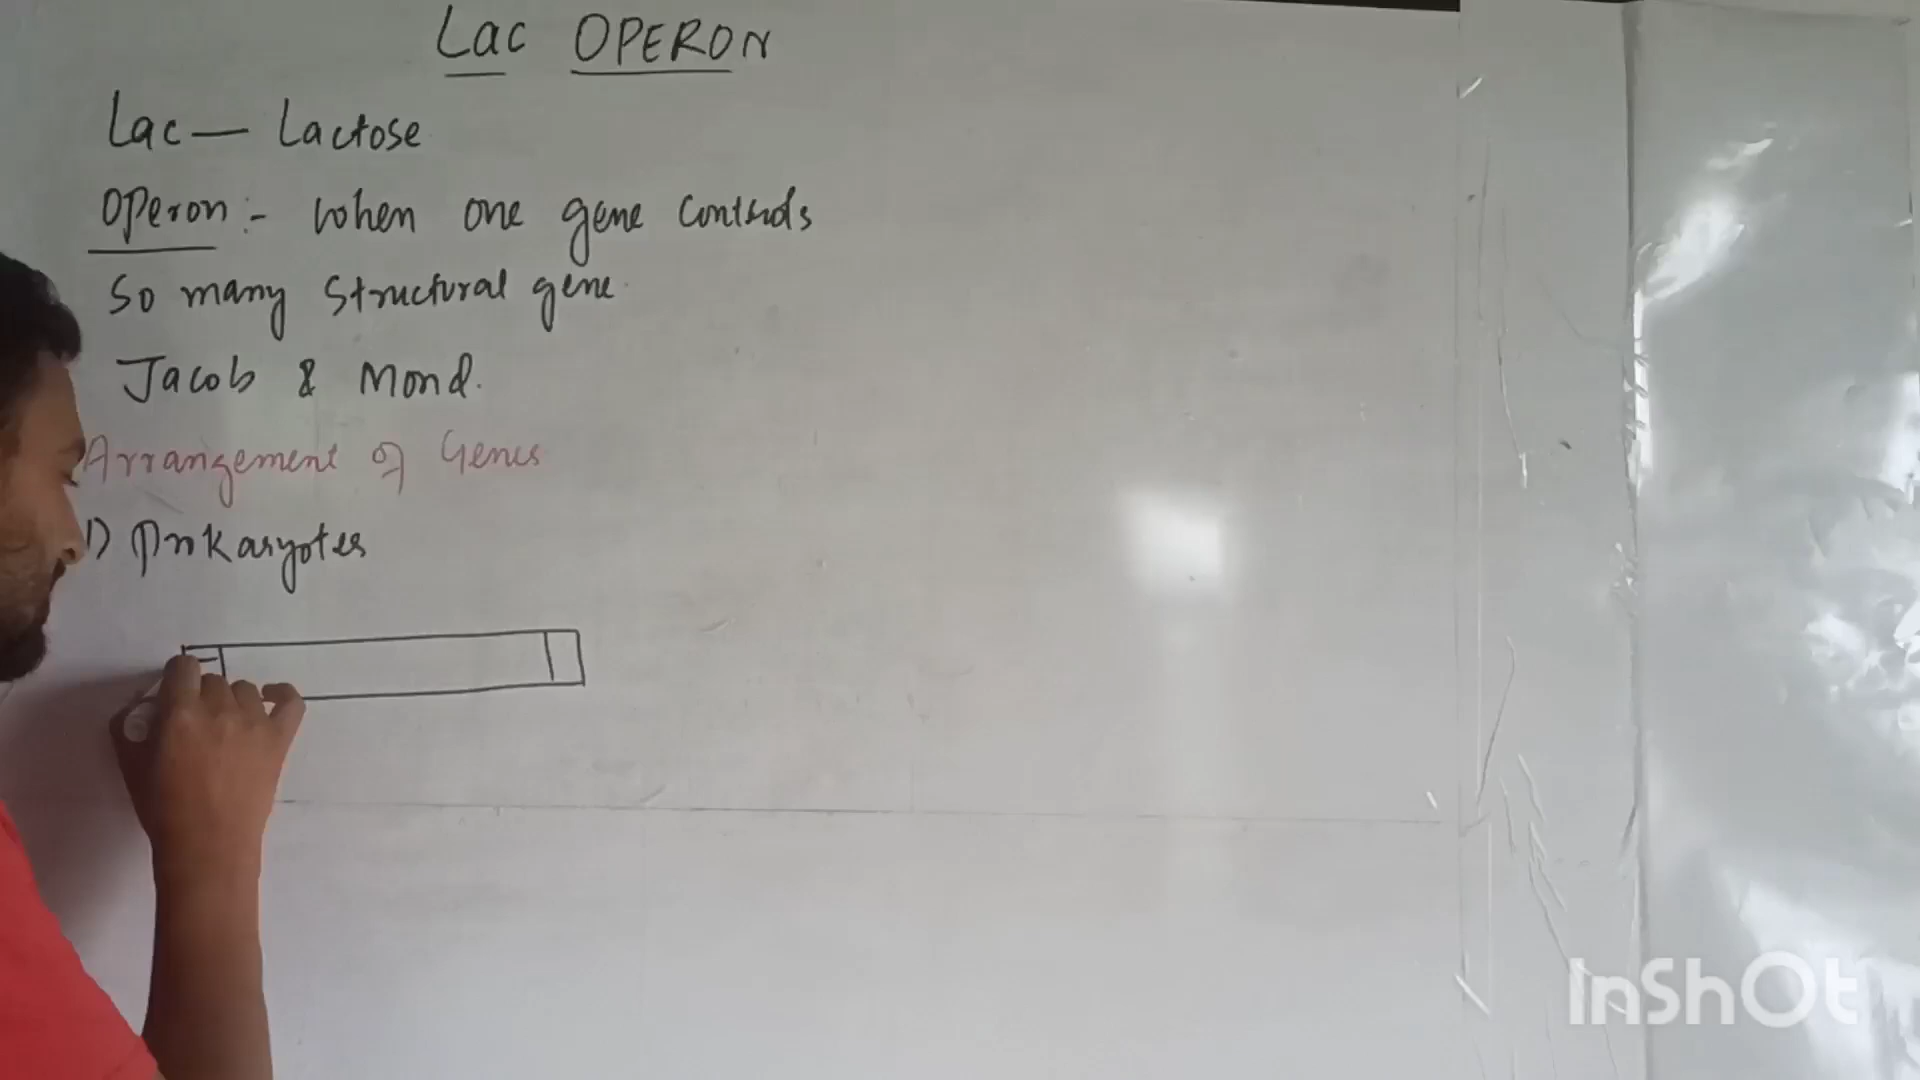 Lac OPERON
Lac — Lactose
Operon :- When one gene Controls
So many Structural gene.
Jacob & Monod.
Arrangement of Genes
1) Prokaryotes
InShOt